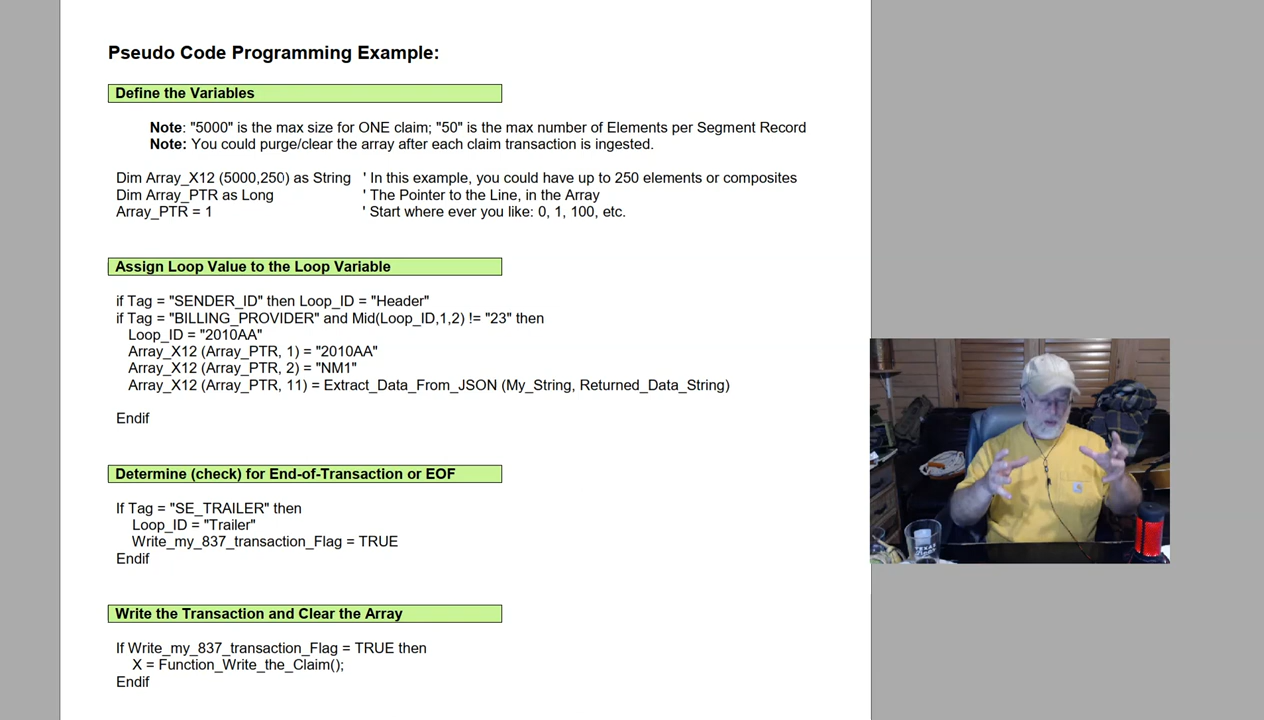 Pseudo Code Programming Example:
Define the Variables
Note: "5000" is the max size for ONE claim; "50" is the max number of Elements per Segment Record
Note: You could purge/clear the array after each claim transaction is ingested.
Dim Array_X12 (5000,250) as String ' In this example, you could have up to 250 elements or composites
Dim Array_PTR as Long ' The Pointer to the Line, in the Array
Array_PTR = 1 ' Start where ever you like: 0, 1, 100, etc.
Assign Loop Value to the Loop Variable
if Tag = "SENDER_ID" then Loop_ID = "Header"
if Tag = "BILLING_PROVIDER" and Mid(Loop_ID,1,2) != "23" then
Loop_ID = "2010AA"
Array_X12 (Array_PTR, 1) = "2010AA"
Array_X12 (Array_PTR, 2) = "NM1"
Array_X12 (Array_PTR, 11) = Extract_Data_From_JSON (My_String, Returned_Data_String)
Endif
Determine (check) for End-of-Transaction or EOF
If Tag = "SE_TRAILER" then
Loop_ID = "Trailer"
Write_my_837_transaction_Flag = TRUE
Endif
Write the Transaction and Clear the Array
If Write_my_837_transaction_Flag = TRUE then
X = Function_Write_the_Claim();
Endif